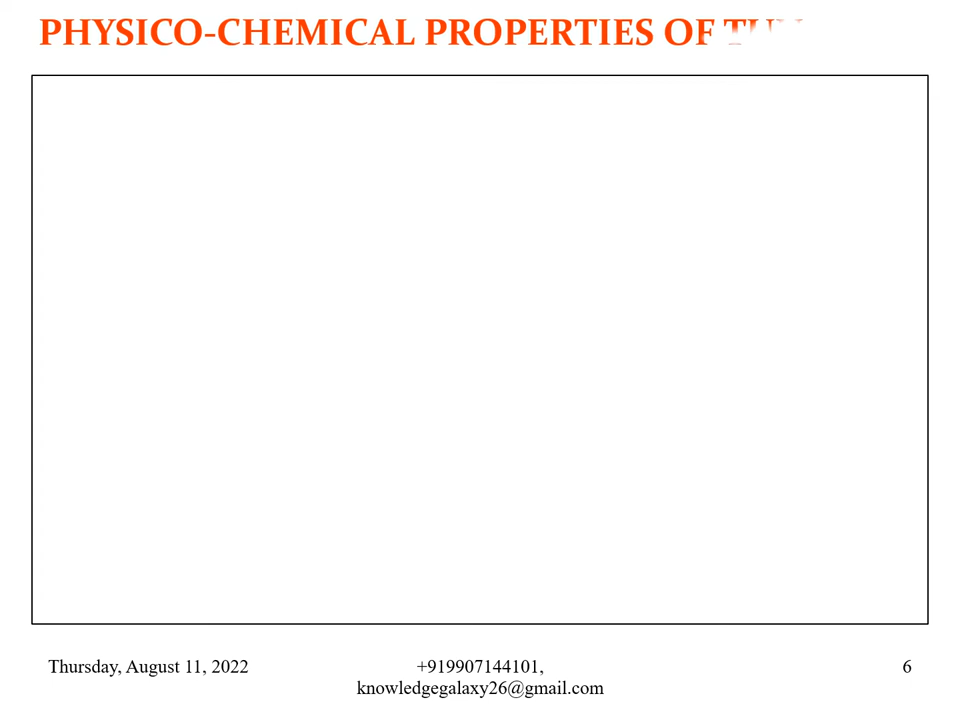 PHYSICO-CHEMICAL PROPERTIES OF
Thursday, August 11, 2022
+919907144101,
knowledgegalaxy26@gmail.com
6